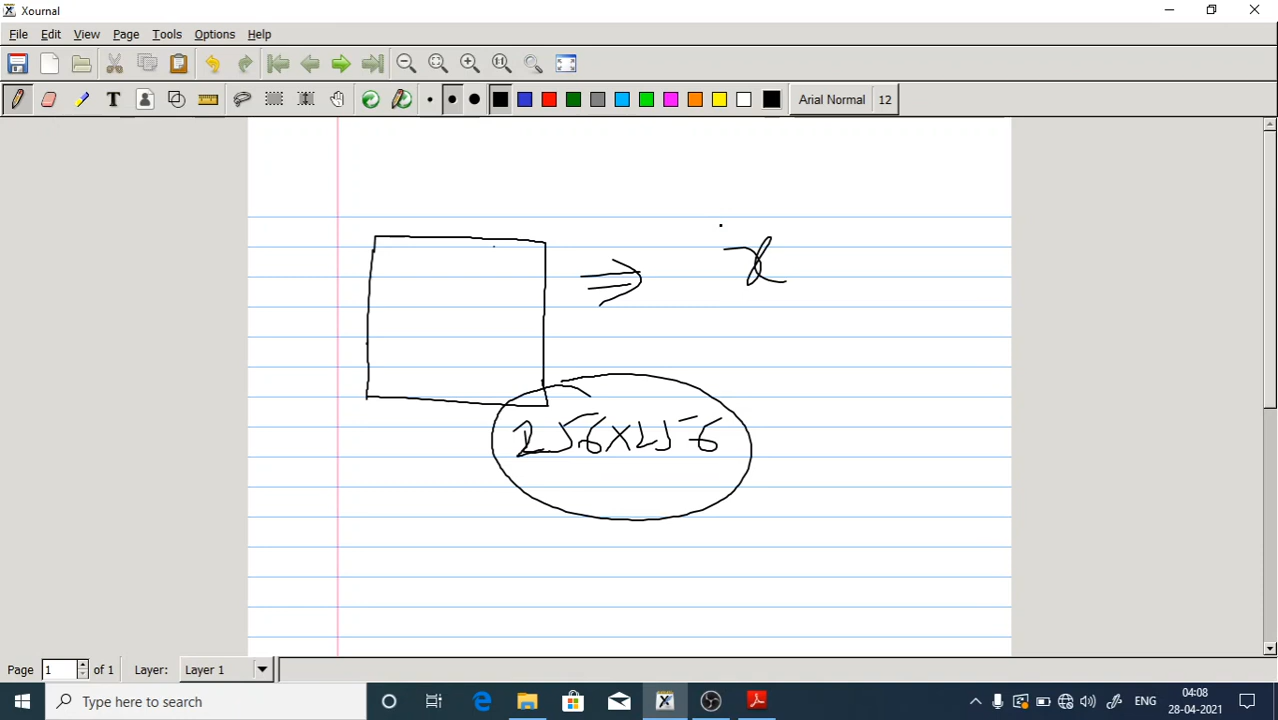 Xournal
File Edit View Page Tools Options Help
Arial Normal 12
⇒ x
256×256
Page 1 of 1 Layer: Layer 1
Type here to search
ENG
04:08
28-04-2021